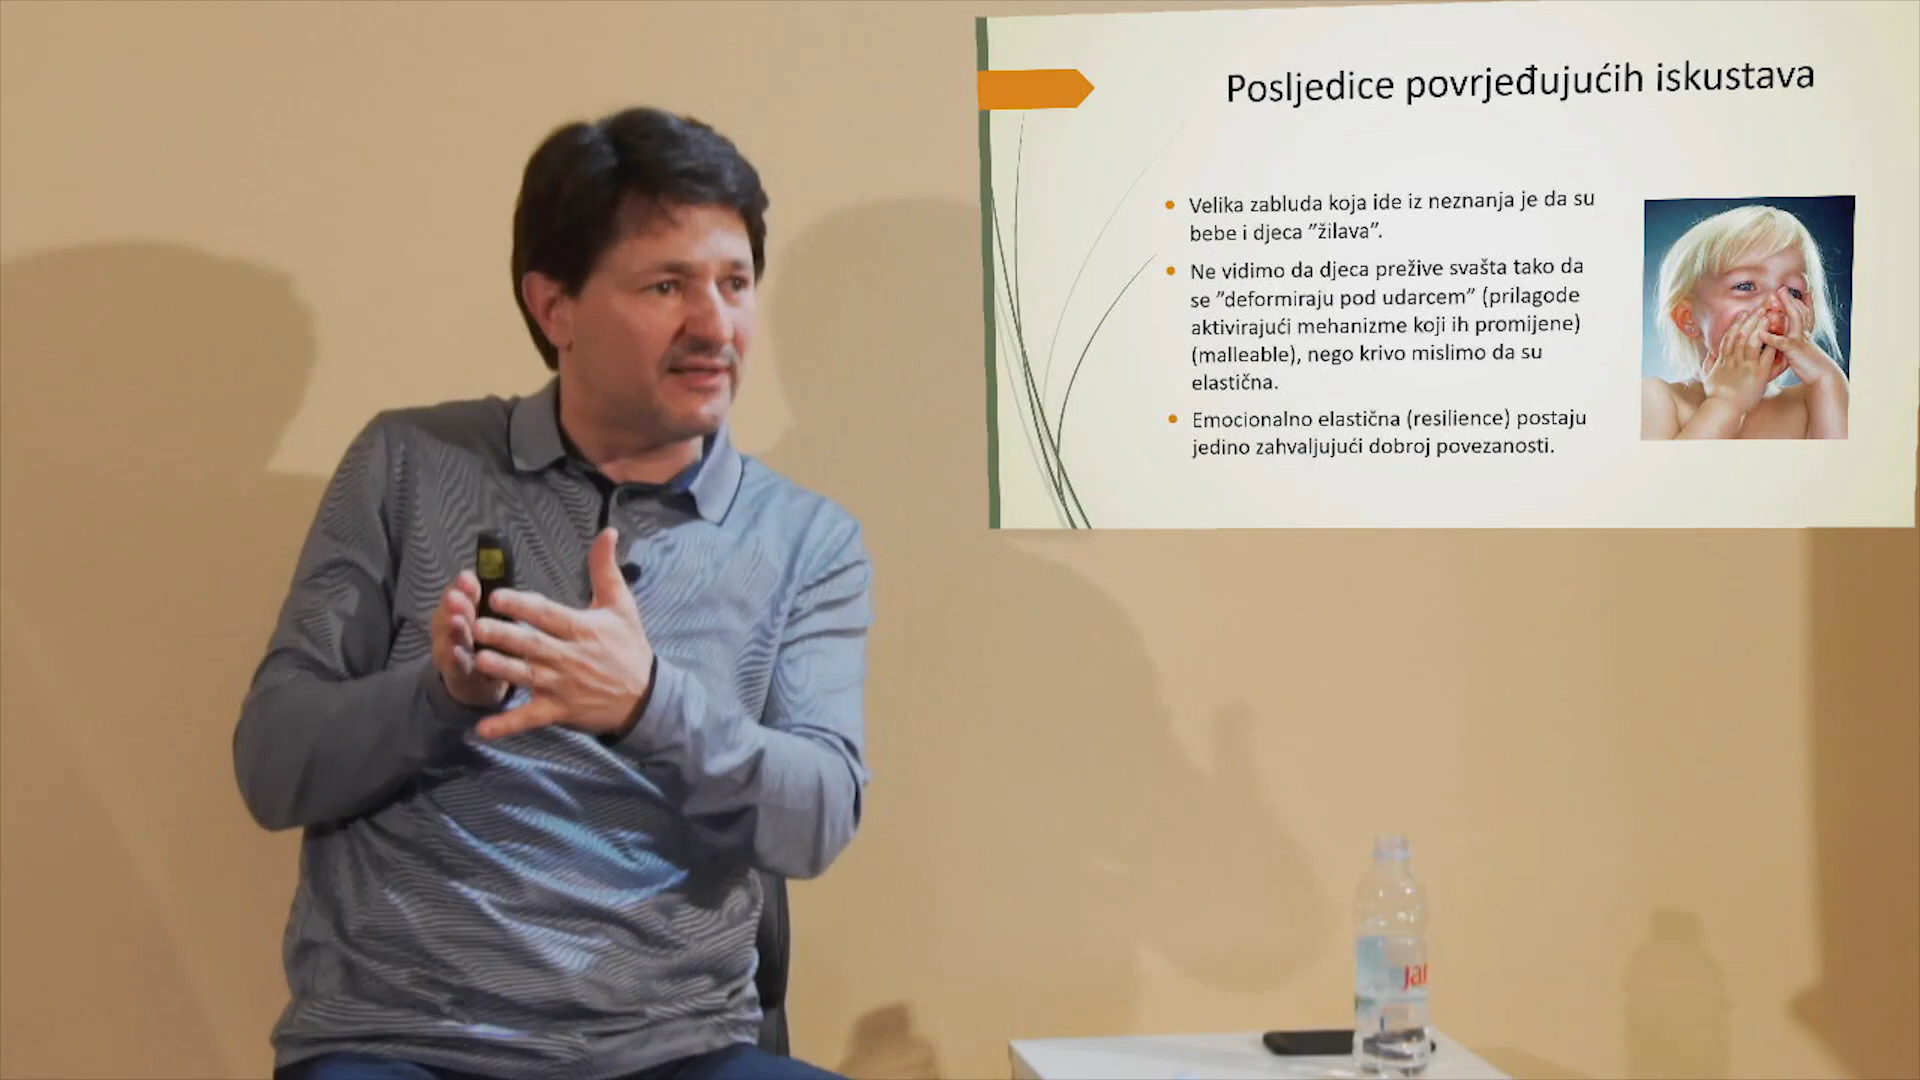 Posljedice povrjeđujućih iskustava
Velika zabluda koja ide iz neznanja je da su
bebe i djeca ”žilava”.
Ne vidimo da djeca prežive svašta tako da
se ”deformiraju pod udarcem” (prilagode
aktivirajući mehanizme koji ih promijene)
(malleable), nego krivo mislimo da su
elastična.
Emocionalno elastična (resilience) postaju
jedino zahvaljujući dobroj povezanosti.